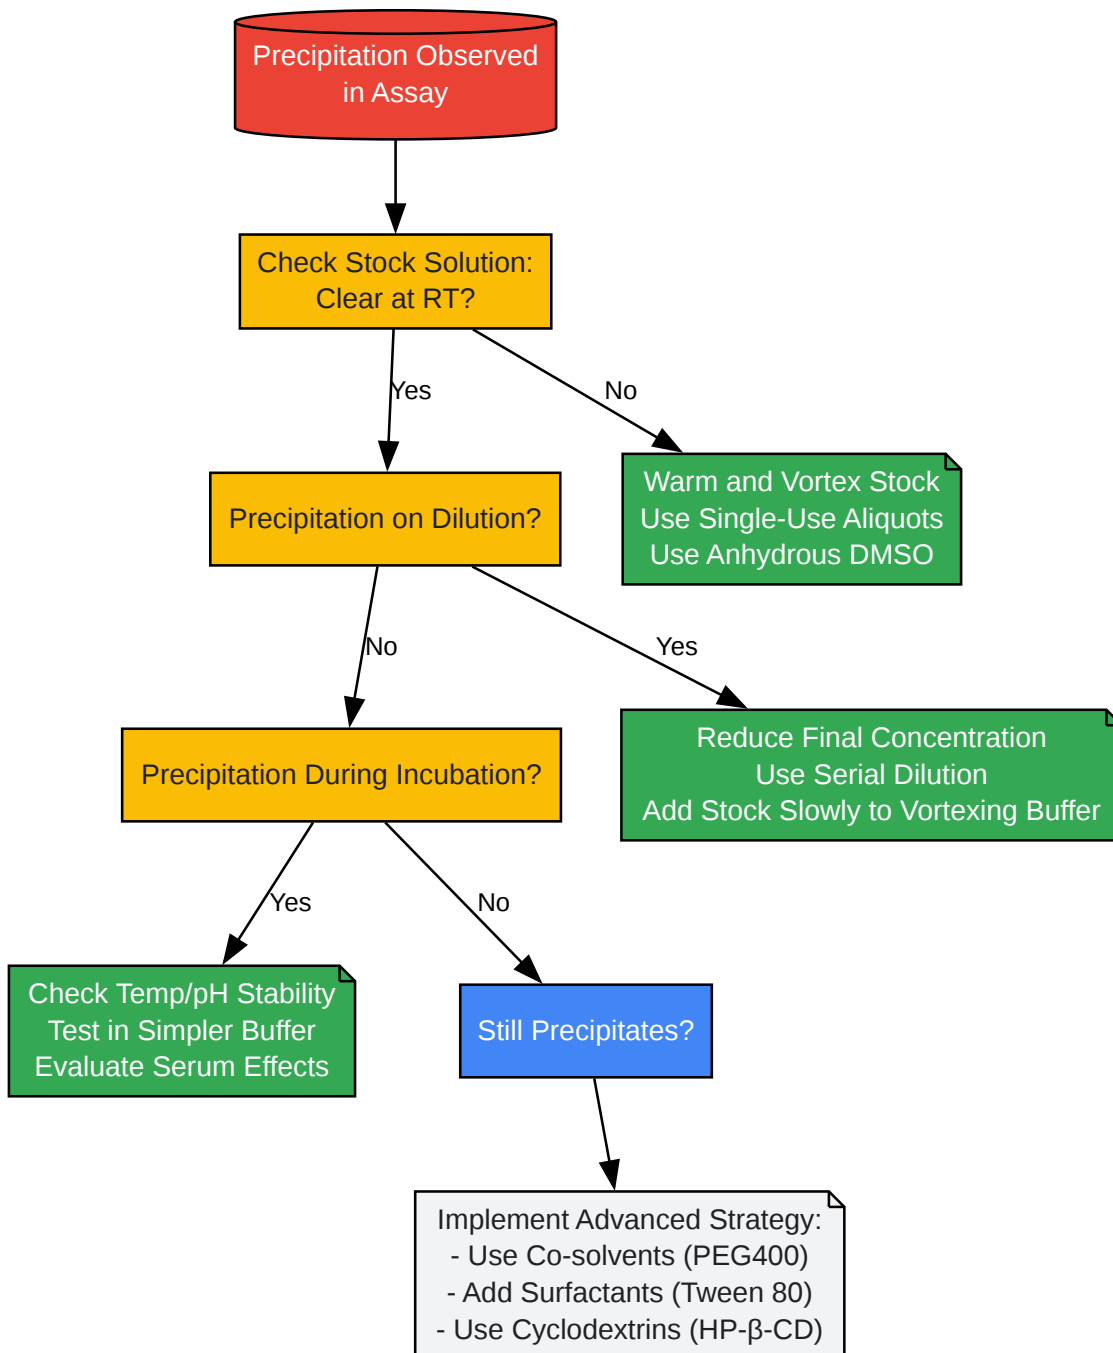 Precipitation Observed
in Assay
Check Stock Solution:
Clear at RT?
Yes
No
Warm and Vortex Stock
Use Single-Use Aliquots
Use Anhydrous DMSO
Precipitation on Dilution?
No
Yes
Reduce Final Concentration
Use Serial Dilution
Add Stock Slowly to Vortexing Buffer
Precipitation During Incubation?
Yes
No
Check Temp/pH Stability
Test in Simpler Buffer
Evaluate Serum Effects
Still Precipitates?
Implement Advanced Strategy:
- Use Co-solvents (PEG400)
- Add Surfactants (Tween 80)
- Use Cyclodextrins (HP-β-CD)